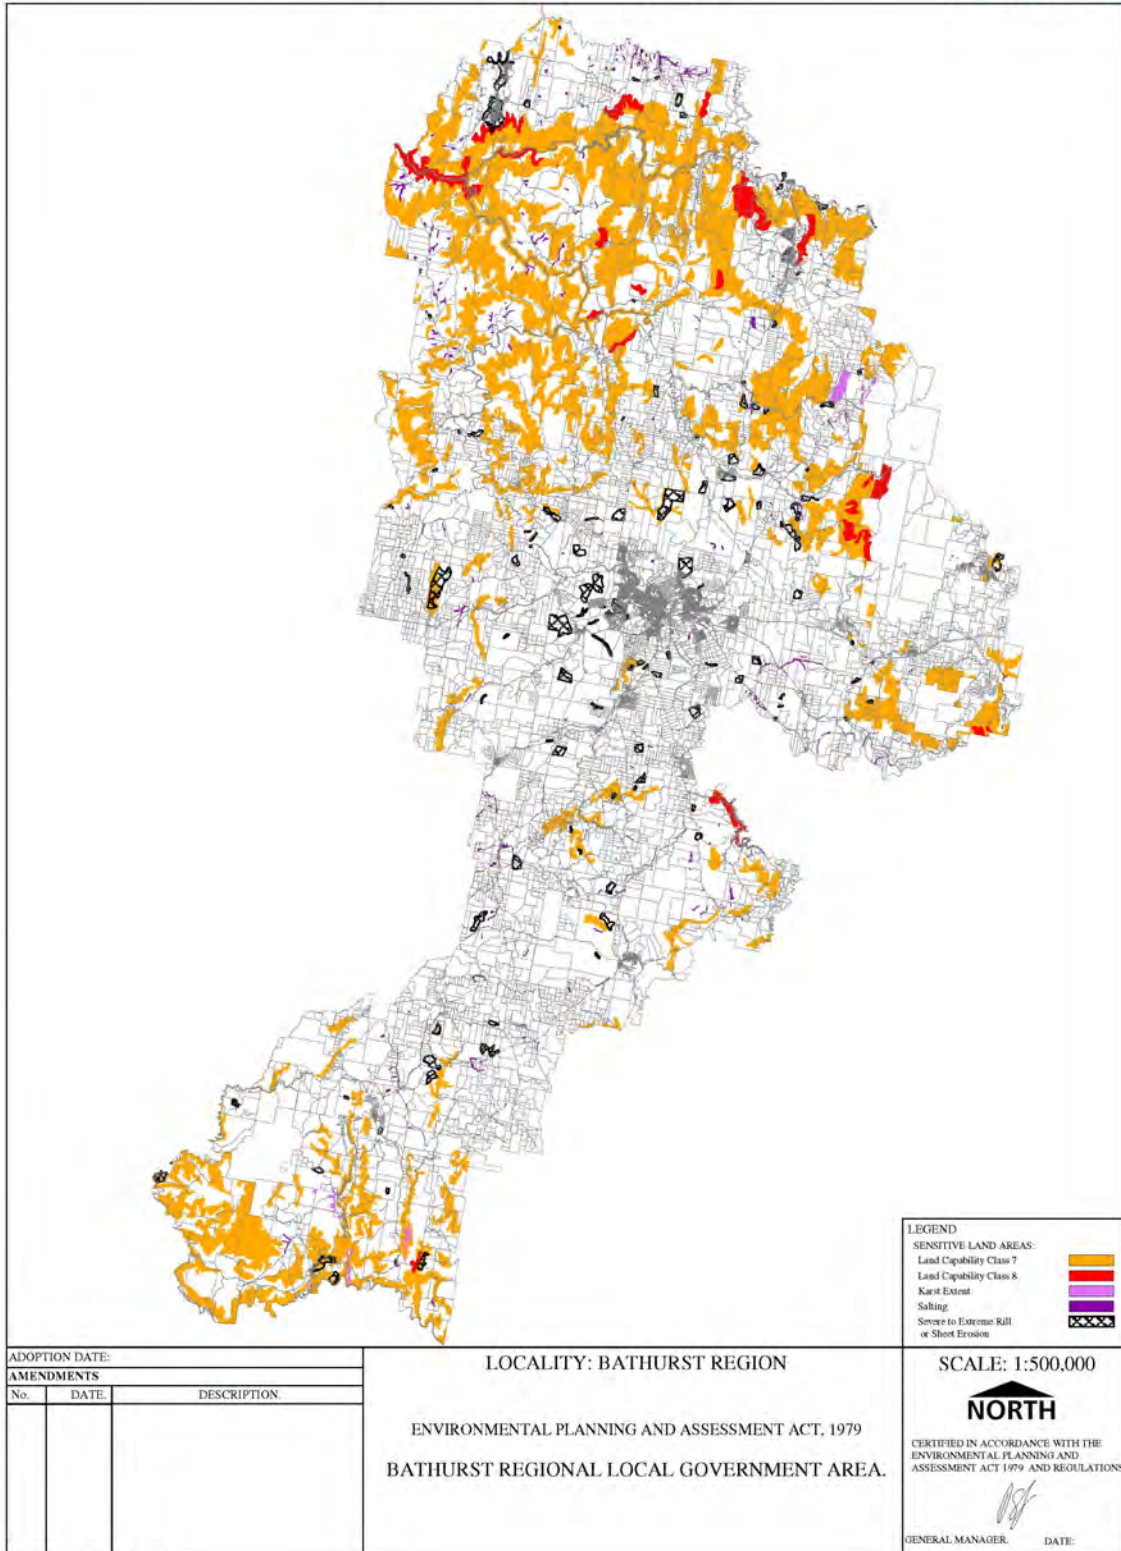 LEGEND
SENSITIVE LAND AREAS:
Land Capability Class 7
Land Capability Class 8
Karst Extent
Salting
Severe to Extreme Rill
or Sheet Erosion
ADOPTION DATE:
AMENDMENTS
No. DATE. DESCRIPTION.
LOCALITY: BATHURST REGION
ENVIRONMENTAL PLANNING AND ASSESSMENT ACT, 1979
BATHURST REGIONAL LOCAL GOVERNMENT AREA.
SCALE: 1:500,000
NORTH
CERTIFIED IN ACCORDANCE WITH THE
ENVIRONMENTAL PLANNING AND
ASSESSMENT ACT 1979 AND REGULATIONS
GENERAL MANAGER. DATE: